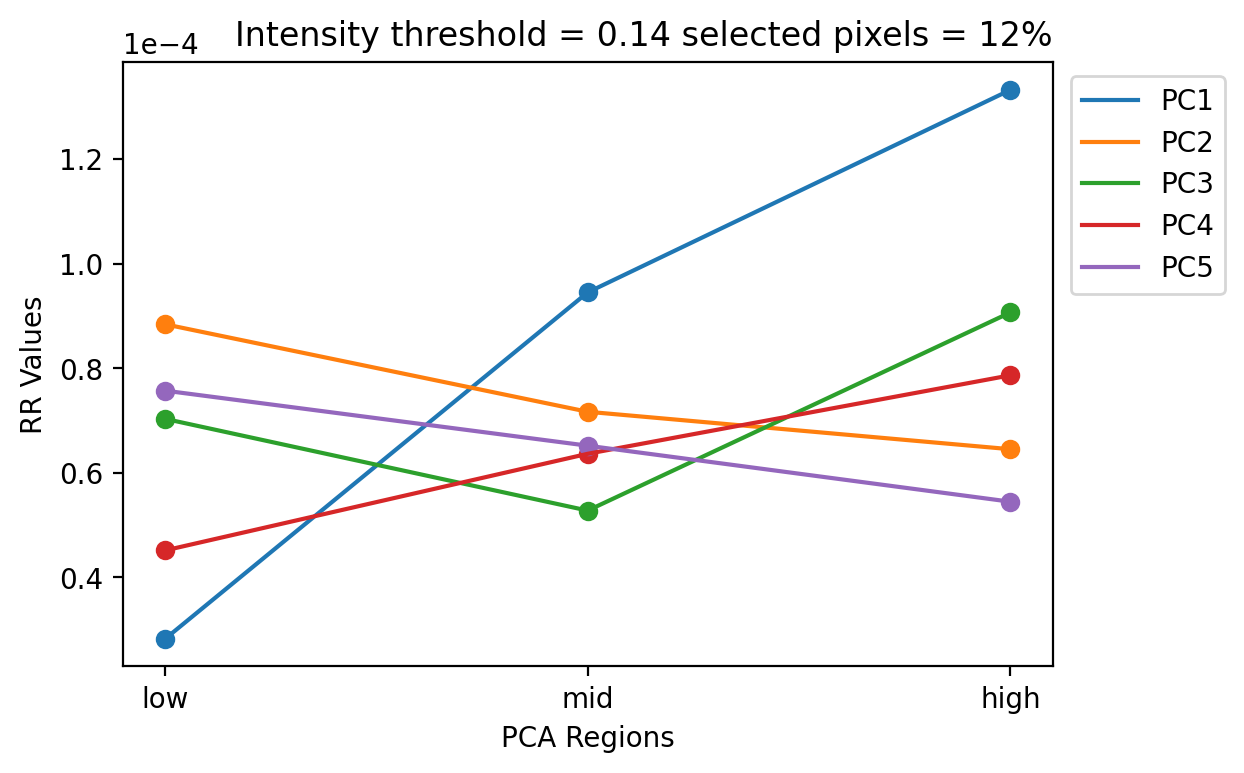 1e−4
Intensity threshold = 0.14 selected pixels = 12%
RR Values
1.2
1.0
0.8
0.6
0.4
low
mid
high
PCA Regions
PC1
PC2
PC3
PC4
PC5